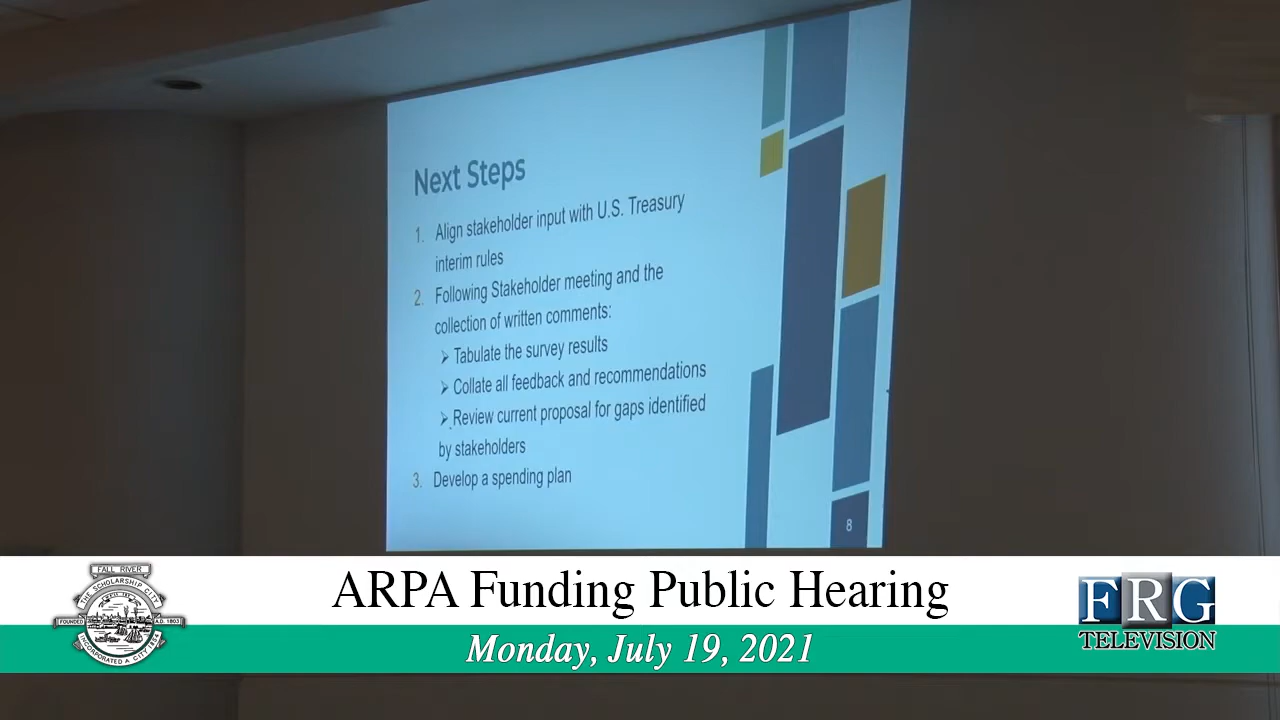 Next Steps
1. Align stakeholder input with U.S. Treasury
interim rules
2. Following Stakeholder meeting and the
collection of written comments:
➢ Tabulate the survey results
➢ Collate all feedback and recommendations
➢ Review current proposal for gaps identified
by stakeholders
3. Develop a spending plan
8
FALL RIVER
THE SCHOLARSHIP CITY
FOUNDED
A.D. 1803
INCORPORATED A CITY 1854
ARPA Funding Public Hearing
Monday, July 19, 2021
FRG
TELEVISION